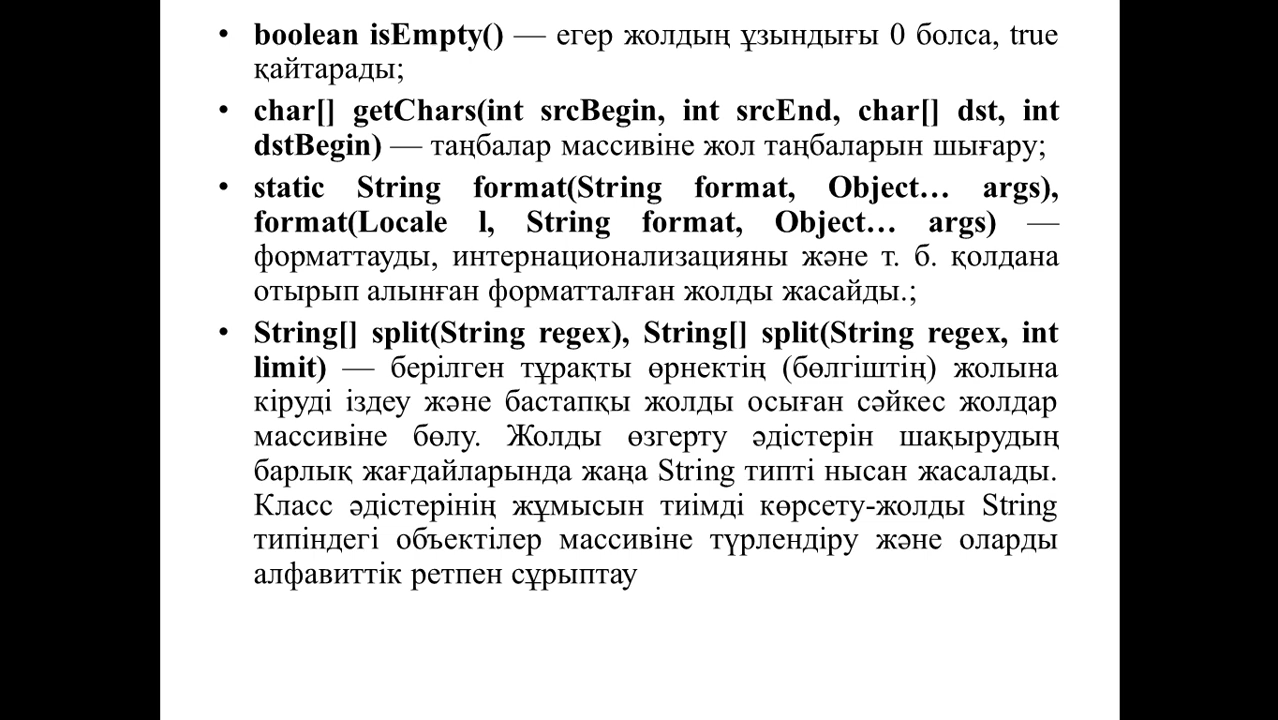 • boolean isEmpty() — егер жолдың ұзындығы 0 болса, true
қайтарады;
• char[] getChars(int srcBegin, int srcEnd, char[] dst, int
dstBegin) — таңбалар массивіне жол таңбаларын шығару;
• static String format(String format, Object… args),
format(Locale l, String format, Object… args) —
форматтауды, интернационализацияны және т. б. қолдана
отырып алынған форматталған жолды жасайды.;
• String[] split(String regex), String[] split(String regex, int
limit) — берілген тұрақты өрнектің (бөлгіштің) жолына
кіруді іздеу және бастапқы жолды осыған сәйкес жолдар
массивіне бөлу. Жолды өзгерту әдістерін шақырудың
барлық жағдайларында жаңа String типті нысан жасалады.
Класс әдістерінің жұмысын тиімді көрсету-жолды String
типіндегі объектілер массивіне түрлендіру және оларды
алфавиттік ретпен сұрыптау